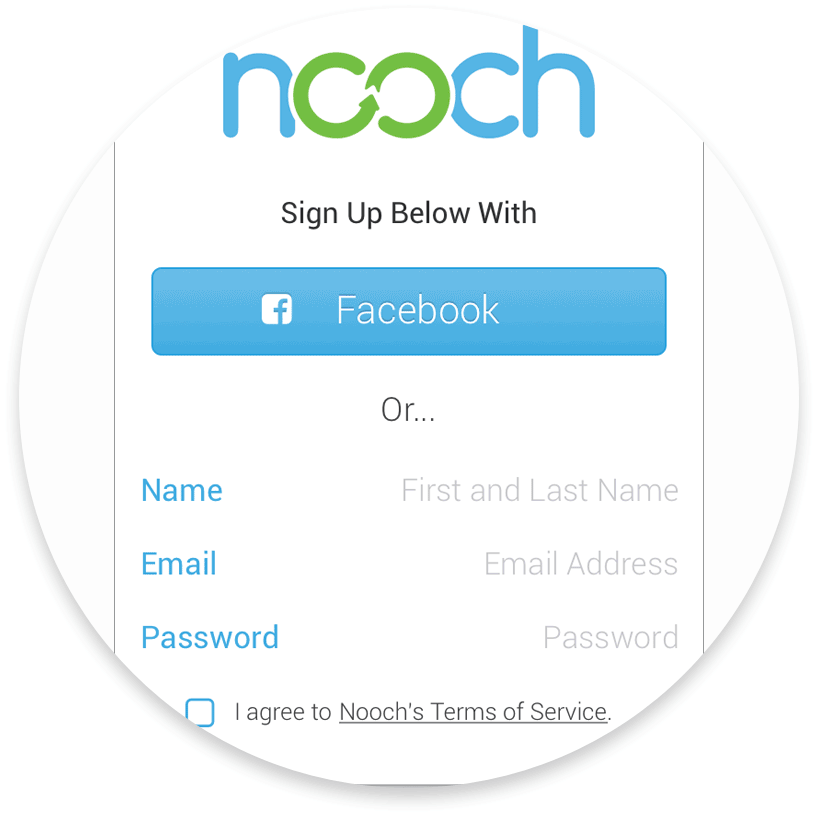 nooch
Sign Up Below With
Facebook
Or...
Name First and Last Name
Email Email Address
Password Password
I agree to Nooch's Terms of Service.